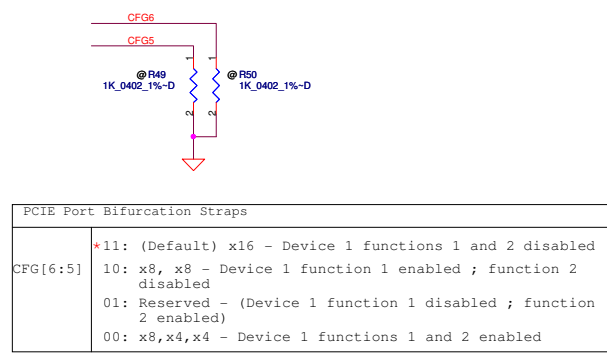 CFG6
CFG5
1
1
@ R49
@ R50
1K_0402_1%~D
1K_0402_1%~D
2
2
PCIE Port Bifurcation Straps
CFG[6:5]
*11: (Default) x16 - Device 1 functions 1 and 2 disabled
10: x8, x8 - Device 1 function 1 enabled ; function 2
disabled
01: Reserved - (Device 1 function 1 disabled ; function
2 enabled)
00: x8,x4,x4 - Device 1 functions 1 and 2 enabled